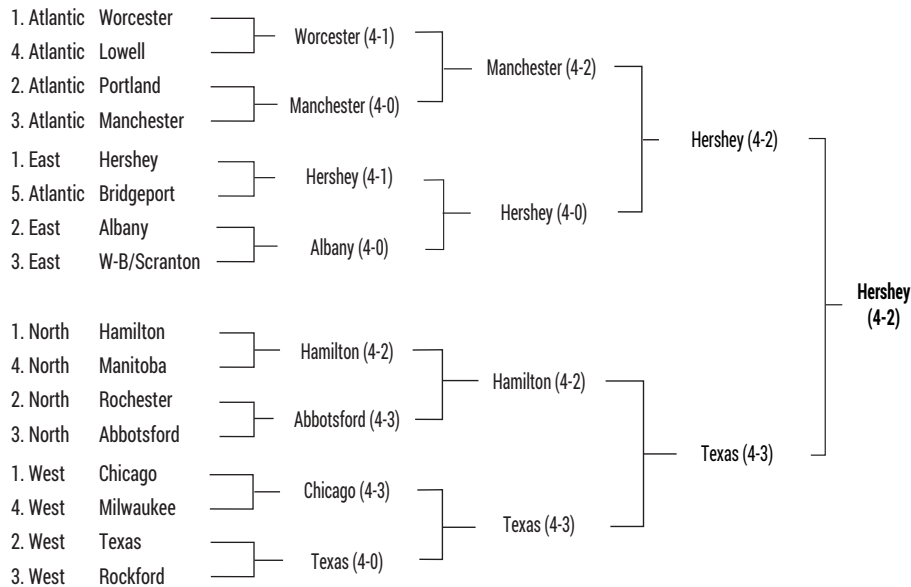 1. Atlantic Worcester
4. Atlantic Lowell
2. Atlantic Portland
3. Atlantic Manchester
1. East Hershey
5. Atlantic Bridgeport
2. East Albany
3. East W-B/Scranton
1. North Hamilton
4. North Manitoba
2. North Rochester
3. North Abbotsford
1. West Chicago
4. West Milwaukee
2. West Texas
3. West Rockford
Worcester (4-1)
Manchester (4-0)
Hershey (4-1)
Albany (4-0)
Hamilton (4-2)
Abbotsford (4-3)
Chicago (4-3)
Texas (4-0)
Manchester (4-2)
Hershey (4-0)
Hamilton (4-2)
Texas (4-3)
Hershey (4-2)
Texas (4-3)
Hershey
(4-2)